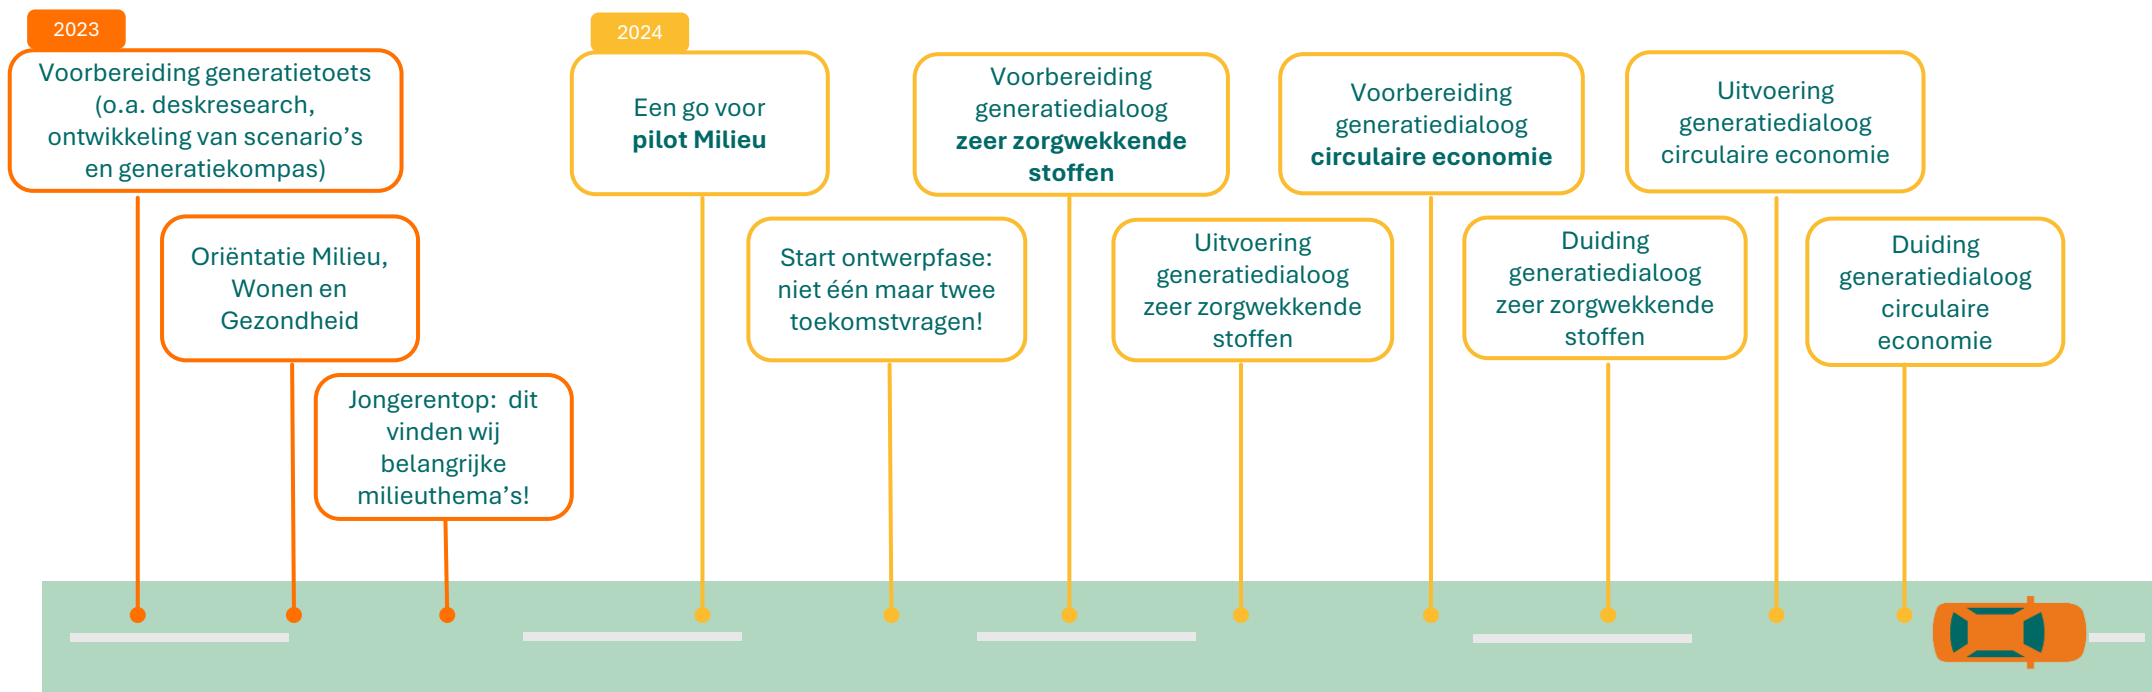 2023
Voorbereiding generatietoets
(o.a. deskresearch,
ontwikkeling van scenario’s
en generatiekompas)
Oriëntatie Milieu,
Wonen en
Gezondheid
Jongerentop:  dit
vinden wij
belangrijke
milieuthema’s!
2024
Een go voor
pilot Milieu
Start ontwerpfase:
niet één maar twee
toekomstvragen!
Voorbereiding
generatiedialoog
zeer zorgwekkende
stoffen
Uitvoering
generatiedialoog
zeer zorgwekkende
stoffen
Voorbereiding
generatiedialoog
circulaire economie
Duiding
generatiedialoog
zeer zorgwekkende
stoffen
Uitvoering
generatiedialoog
circulaire economie
Duiding
generatiedialoog
circulaire
economie